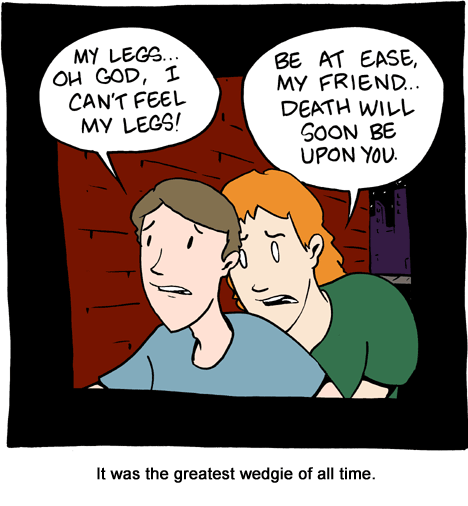 MY LEGS...
OH GOD, I
CAN'T FEEL
MY LEGS!
BE AT EASE,
MY FRIEND...
DEATH WILL
SOON BE
UPON YOU.
It was the greatest wedgie of all time.